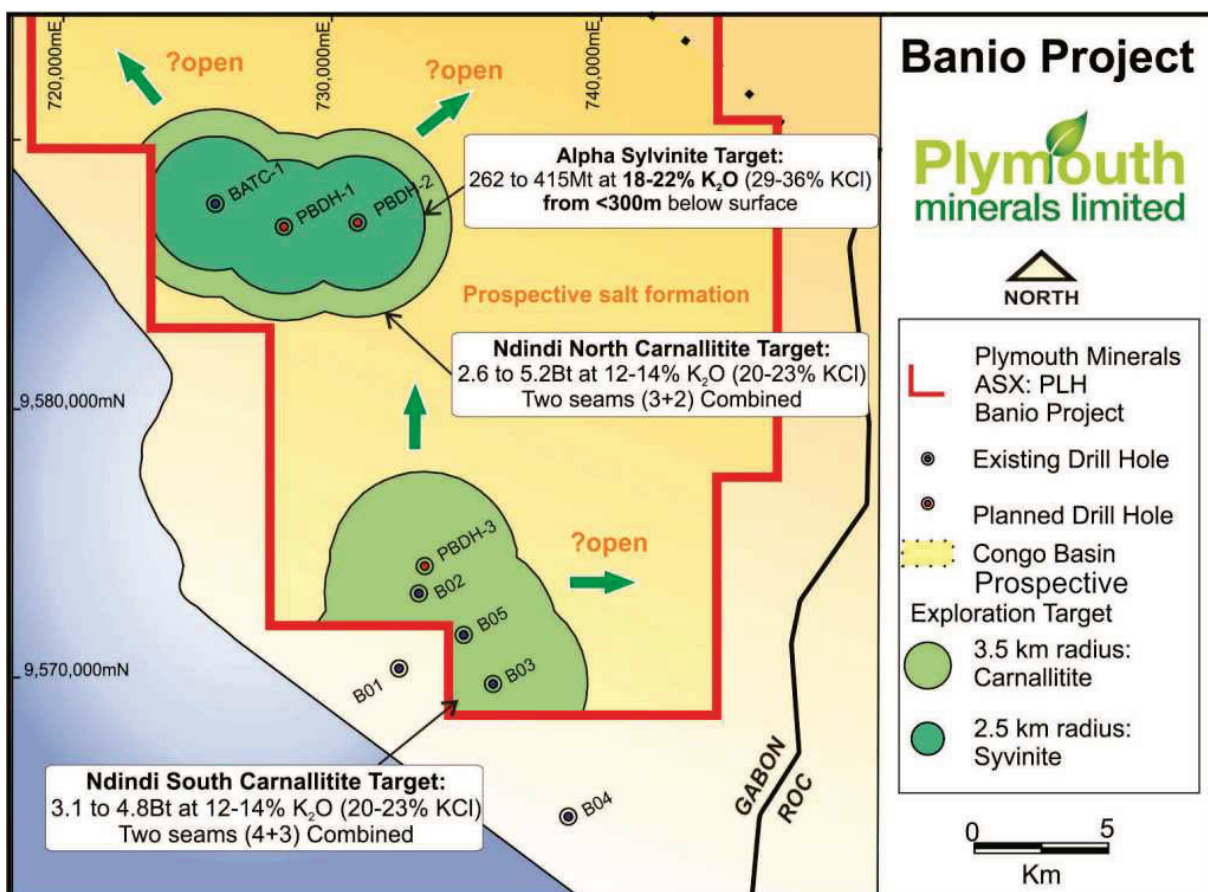 720,000mE
730,000mE
740,000mE
?open
?open
BATC-1
PBDH-1
PBDH-2
Alpha Sylvinite Target:
262 to 415Mt at 18-22% K₂O (29-36% KCl)
from <300m below surface
Prospective salt formation
Ndindi North Carnallitite Target:
2.6 to 5.2Bt at 12-14% K₂O (20-23% KCl)
Two seams (3+2) Combined
9,580,000mN
?open
PBDH-3
B02
B05
9,570,000mN
B01
B03
Ndindi South Carnallitite Target:
3.1 to 4.8Bt at 12-14% K₂O (20-23% KCl)
Two seams (4+3) Combined
B04
GABON
ROC
Banio Project
Plymouth
minerals limited
NORTH
Plymouth Minerals
ASX: PLH
Banio Project
Existing Drill Hole
Planned Drill Hole
Congo Basin
Prospective
Exploration Target
3.5 km radius:
Carnallitite
2.5 km radius:
Syvinite
0 5
Km